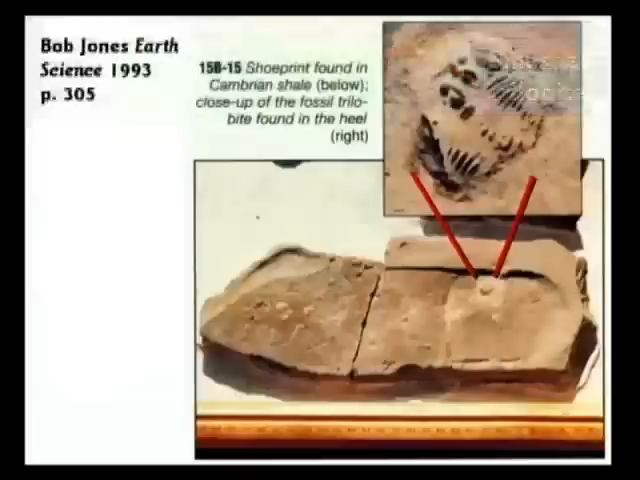 Bob Jones Earth
Science 1993
p. 305
15B-15 Shoeprint found in
Cambrian shale (below);
close-up of the fossil trilo-
bite found in the heel
(right)